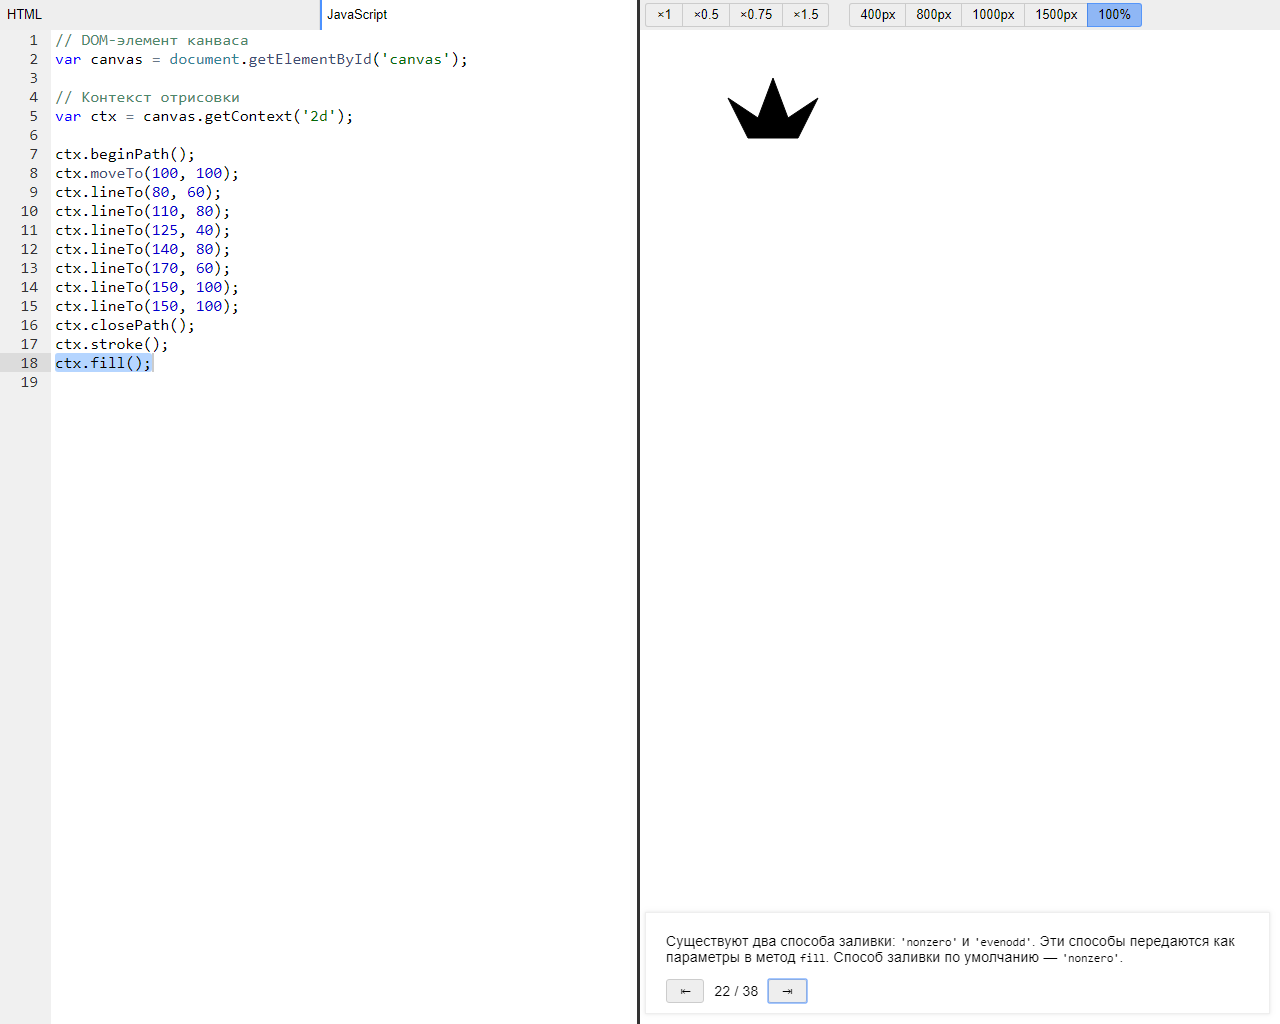 HTML
JavaScript
×1 ×0.5 ×0.75 ×1.5 400px 800px 1000px 1500px 100%
1 // DOM-элемент канваса
2 var canvas = document.getElementById('canvas');
3
4 // Контекст отрисовки
5 var ctx = canvas.getContext('2d');
6
7 ctx.beginPath();
8 ctx.moveTo(100, 100);
9 ctx.lineTo(80, 60);
10 ctx.lineTo(110, 80);
11 ctx.lineTo(125, 40);
12 ctx.lineTo(140, 80);
13 ctx.lineTo(170, 60);
14 ctx.lineTo(150, 100);
15 ctx.lineTo(150, 100);
16 ctx.closePath();
17 ctx.stroke();
18 ctx.fill();
19
Существуют два способа заливки: 'nonzero' и 'evenodd'. Эти способы передаются как
параметры в метод fill. Способ заливки по умолчанию — 'nonzero'.
⇤ 22 / 38 ⇥